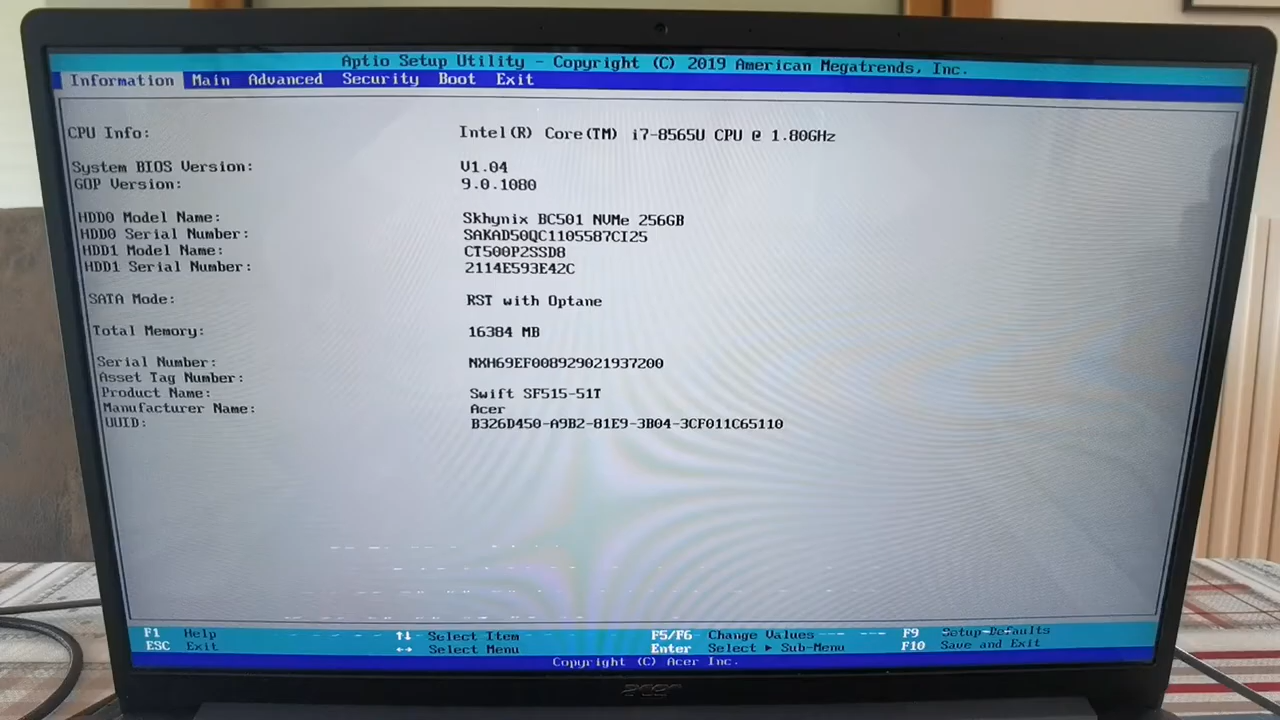 Aptio Setup Utility - Copyright (C) 2019 American Megatrends, Inc.
Information Main Advanced Security Boot Exit
CPU Info: Intel(R) Core(TM) i7-8565U CPU @ 1.80GHz
System BIOS Version: V1.04
GOP Version: 9.0.1080
HDD0 Model Name: Skhynix BC501 NVMe 256GB
HDD0 Serial Number: SAKAD50QC1105587CI25
HDD1 Model Name: CT500P2SSD8
HDD1 Serial Number: 2114E593E42C
SATA Mode: RST with Optane
Total Memory: 16384 MB
Serial Number: NXH69EF008929021937200
Asset Tag Number:
Product Name: Swift SF515-51T
Manufacturer Name: Acer
UUID: B326D450-A9B2-81E9-3B04-3CF011C65110
F1 Help ↑↓ Select Item F5/F6 Change Values F9 Setup Defaults
ESC Exit ↔ Select Menu Enter Select ▶ Sub-Menu F10 Save and Exit
Copyright (C) Acer Inc.
acer